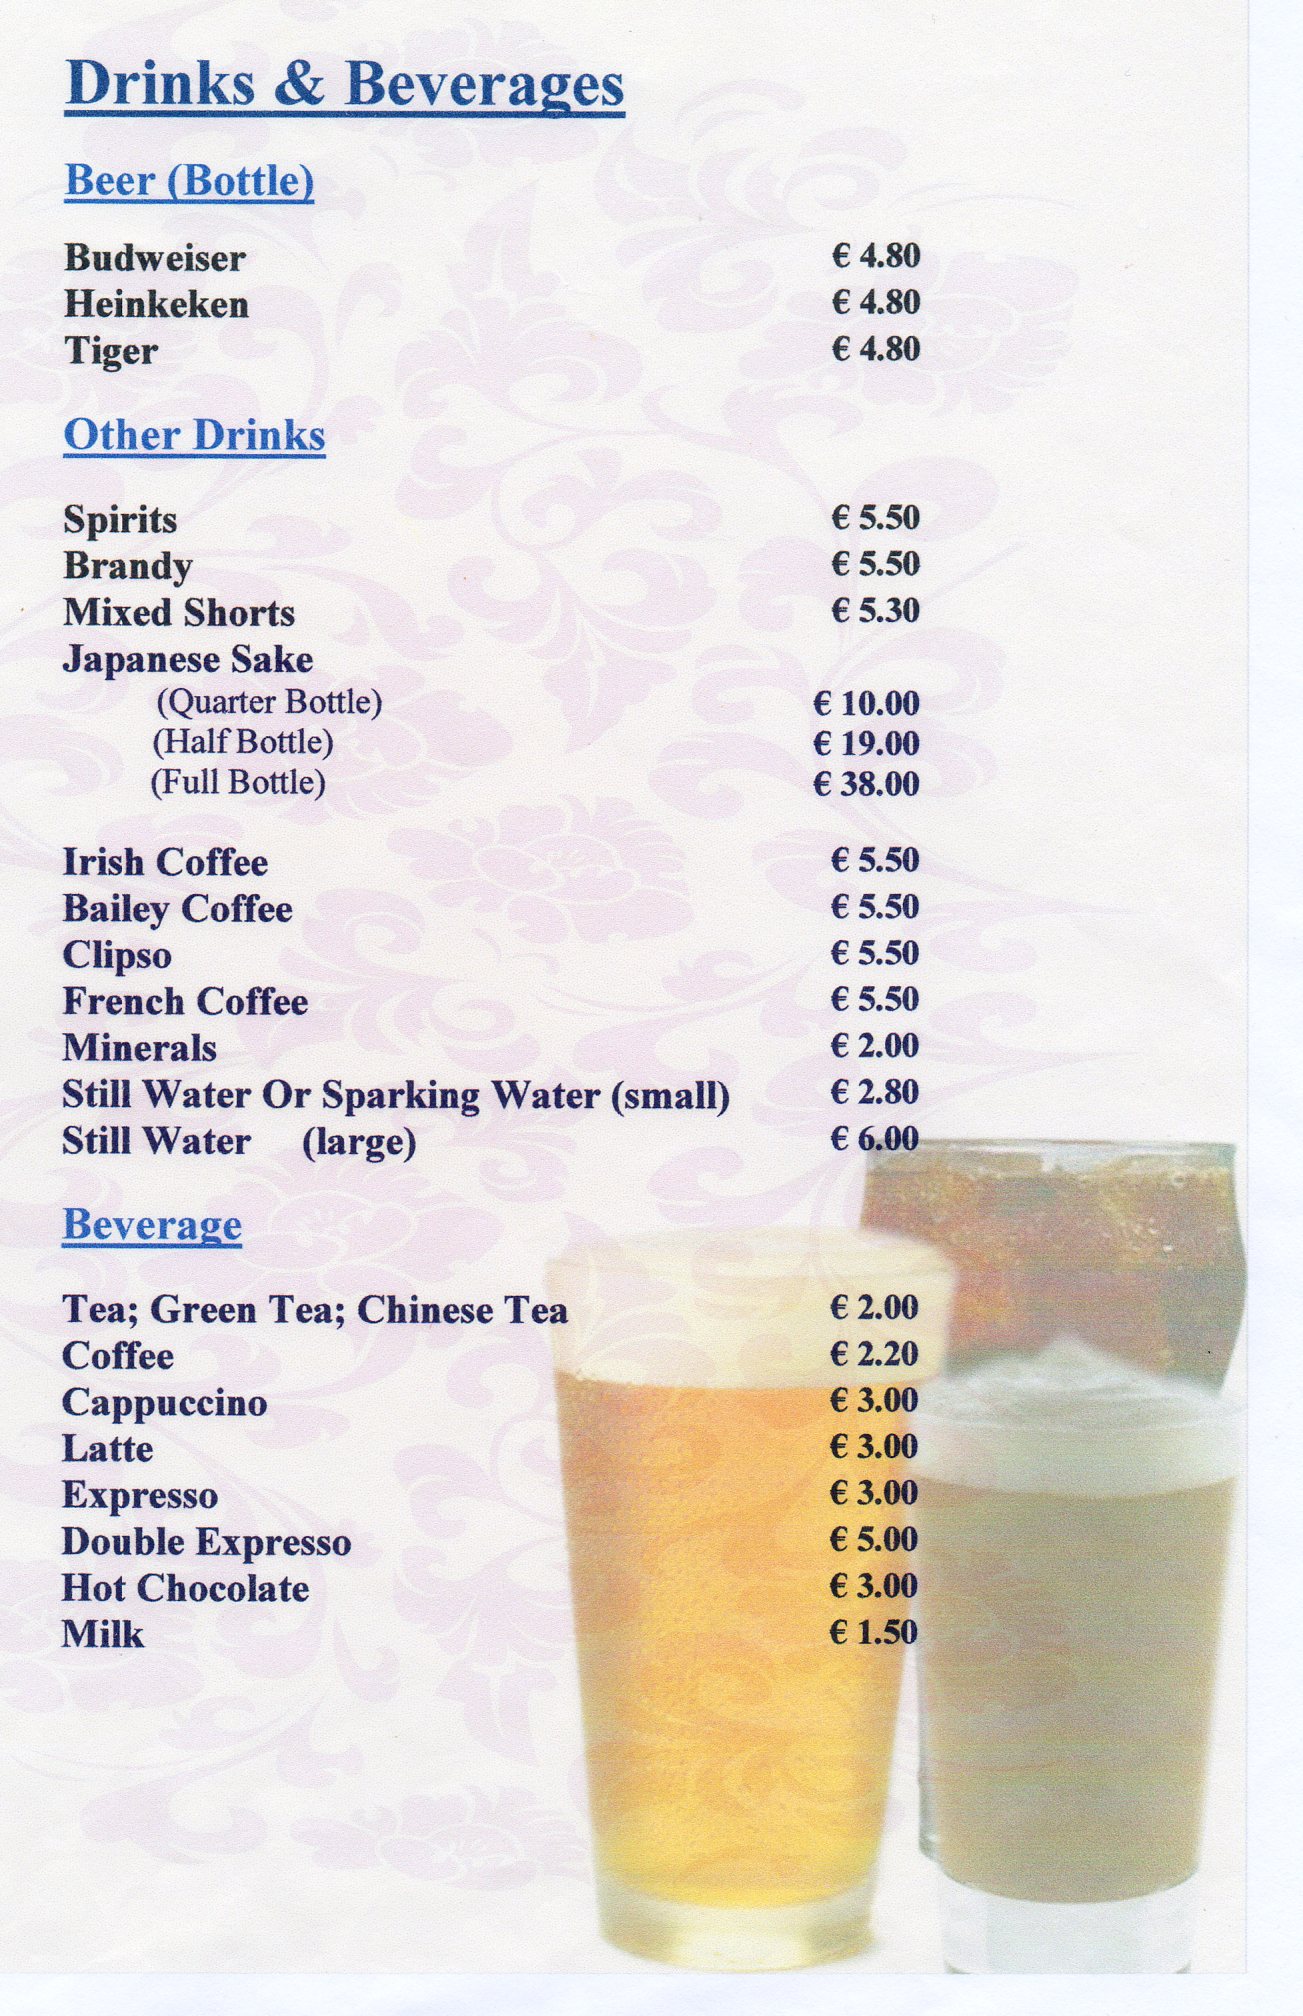 Drinks & Beverages
Beer (Bottle)
Budweiser € 4.80
Heinkeken € 4.80
Tiger € 4.80
Other Drinks
Spirits € 5.50
Brandy € 5.50
Mixed Shorts € 5.30
Japanese Sake
(Quarter Bottle) € 10.00
(Half Bottle) € 19.00
(Full Bottle) € 38.00
Irish Coffee € 5.50
Bailey Coffee € 5.50
Clipso € 5.50
French Coffee € 5.50
Minerals € 2.00
Still Water Or Sparking Water (small) € 2.80
Still Water (large) € 6.00
Beverage
Tea; Green Tea; Chinese Tea € 2.00
Coffee € 2.20
Cappuccino € 3.00
Latte € 3.00
Expresso € 3.00
Double Expresso € 5.00
Hot Chocolate € 3.00
Milk € 1.50